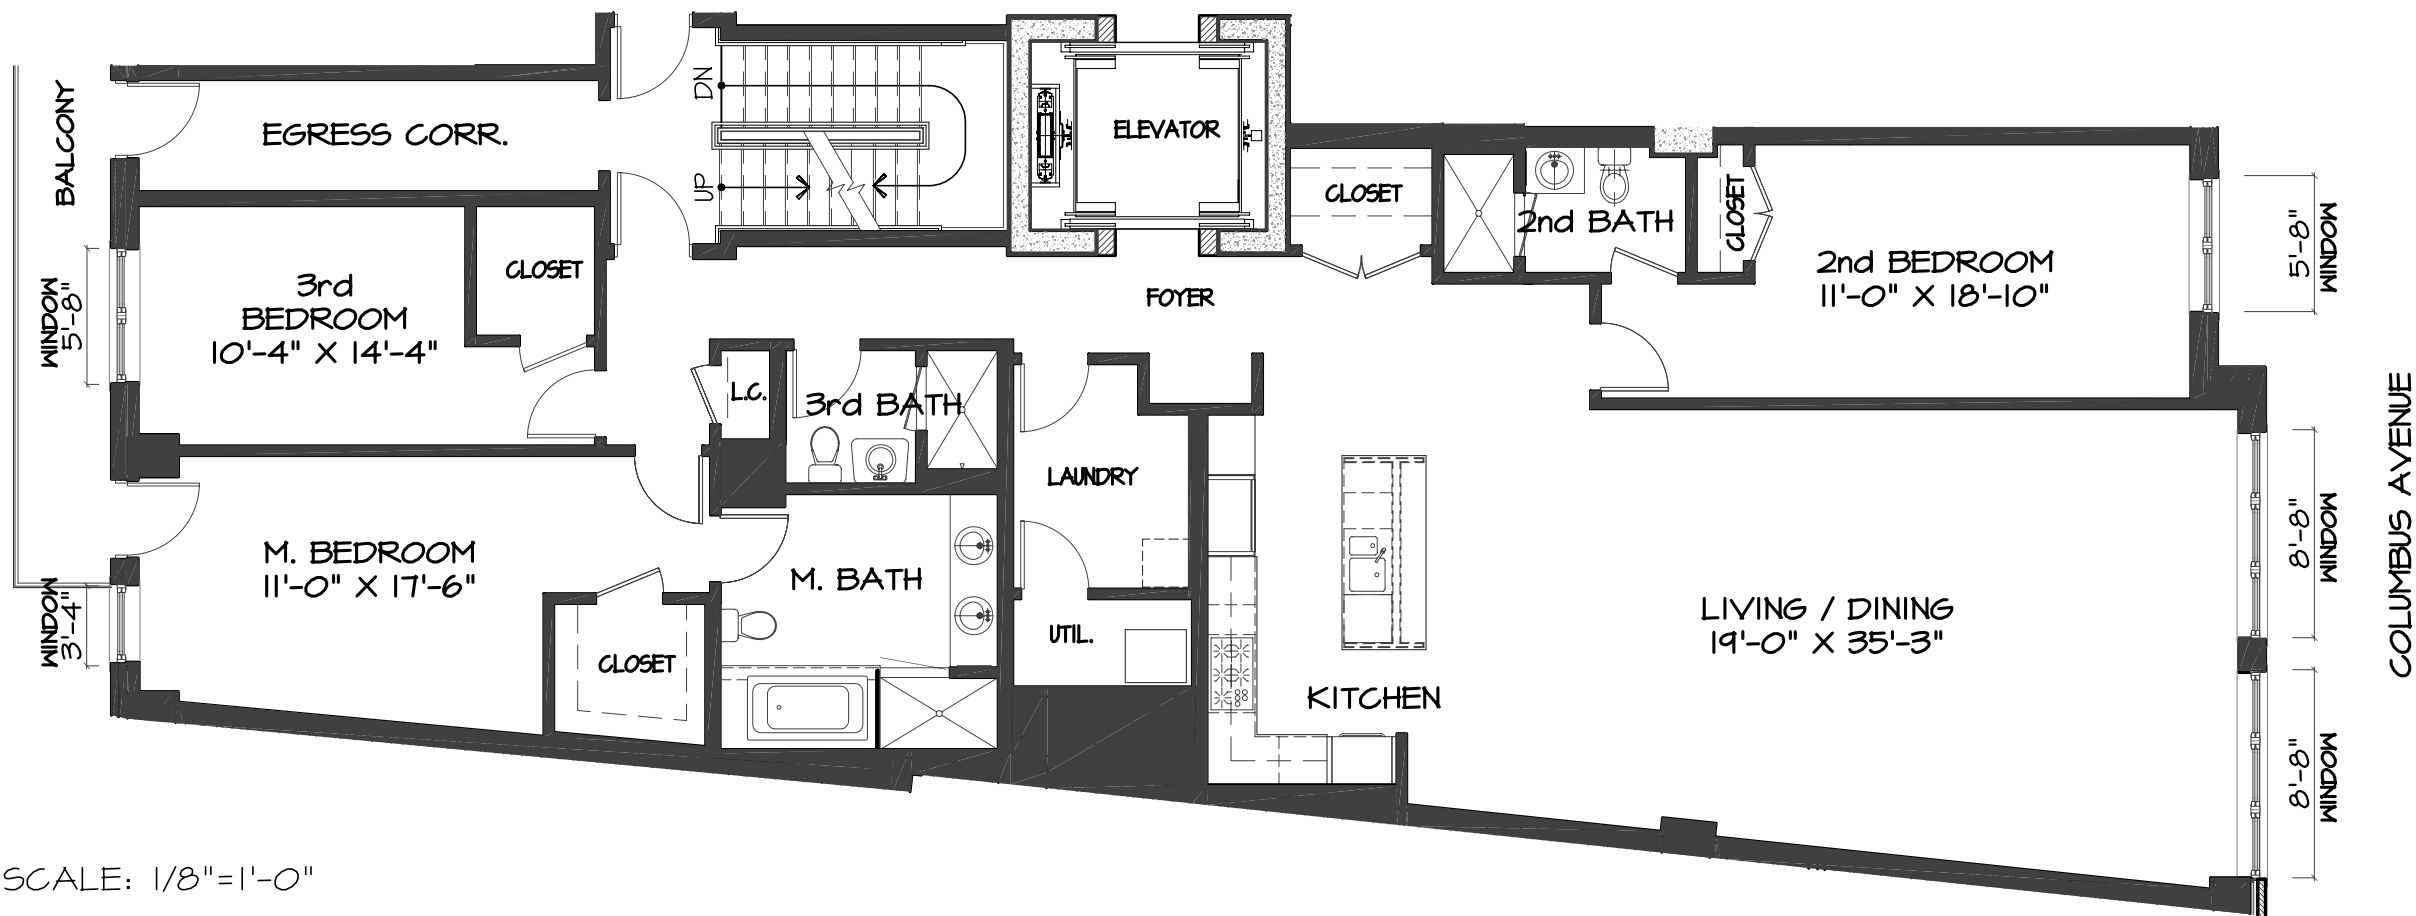 BALCONY
EGRESS CORR.
DN
UP
ELEVATOR
CLOSET
2nd BATH
CLOSET
2nd BEDROOM
11'-0" X 18'-10"
5'-8"
WINDOW
CLOSET
3rd
BEDROOM
10'-4" X 14'-4"
WINDOW
5'-8"
FOYER
L.C.
3rd BATH
LAUNDRY
M. BEDROOM
11'-0" X 17'-6"
WINDOW
3'-4"
M. BATH
CLOSET
UTIL.
KITCHEN
LIVING / DINING
19'-0" X 35'-3"
8'-8"
WINDOW
8'-8"
WINDOW
COLUMBUS AVENUE
SCALE: 1/8"=1'-0"